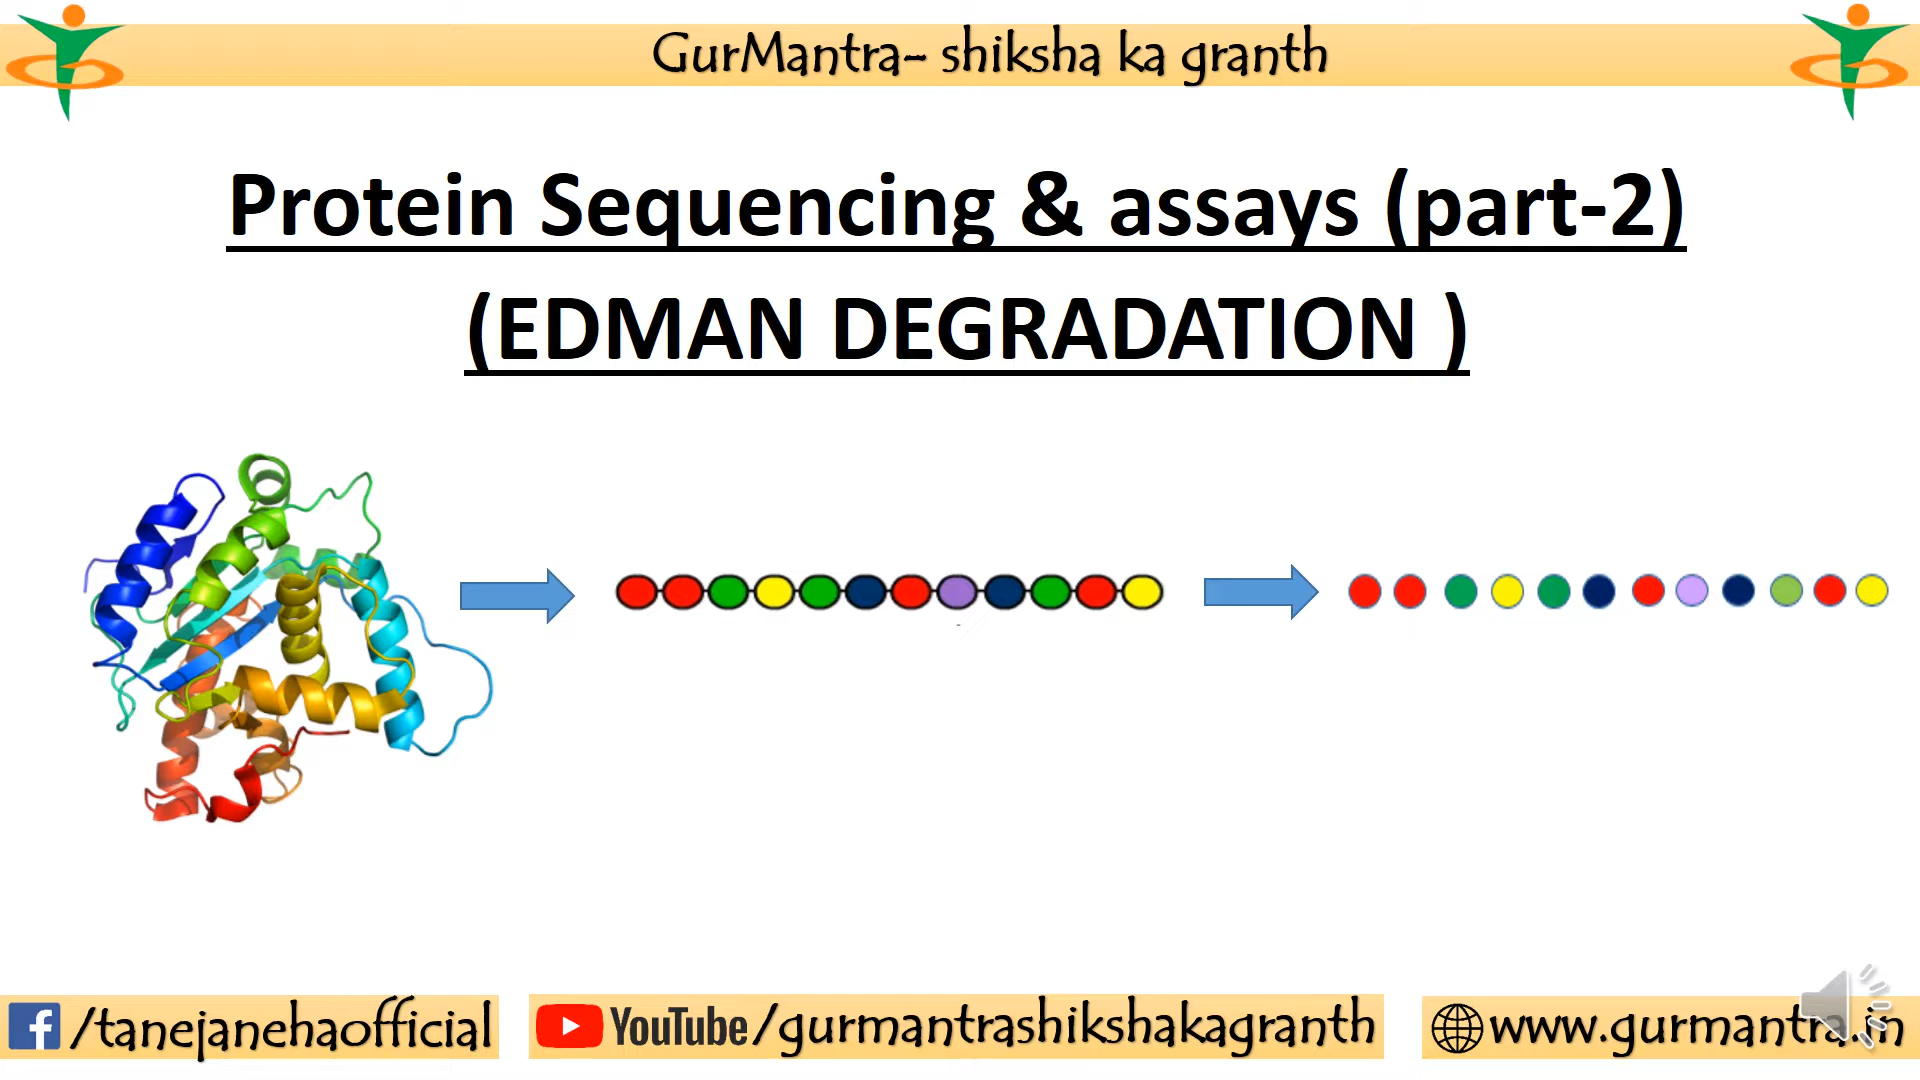 GurMantra- shiksha ka granth
Protein Sequencing & assays (part-2)
(EDMAN DEGRADATION )
f /tanejanehaofficial
YouTube /gurmantrashikshakagranth
www.gurmantra.in